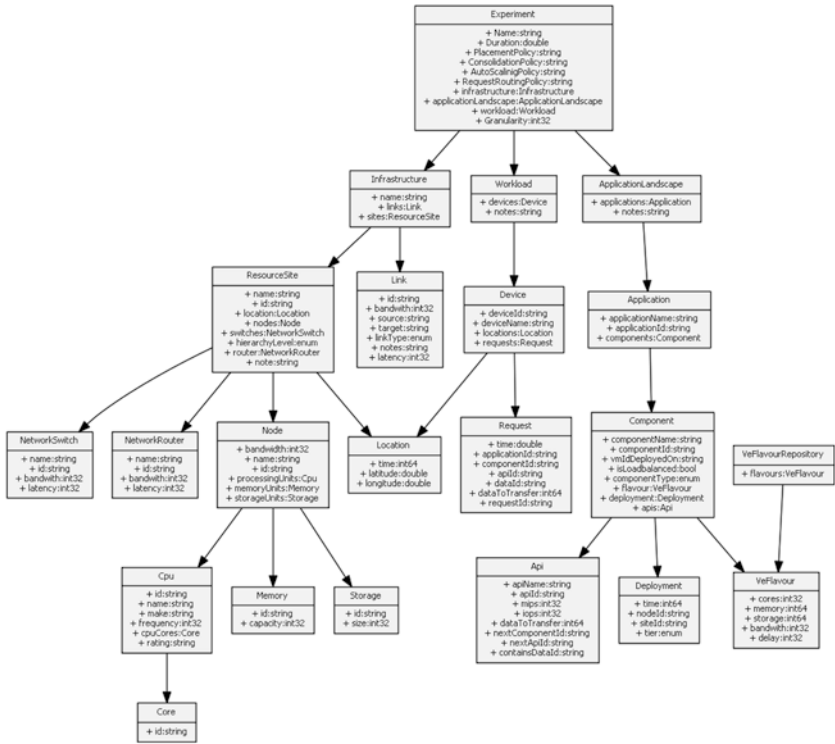 Experiment
+ Name:string
+ Duration:double
+ PlacementPolicy:string
+ ConsolidationPolicy:string
+ AutoScalinigPolicy:string
+ RequestRoutingPolicy:string
+ infrastructure:Infrastructure
+ applicationLandscape:ApplicationLandscape
+ workload:Workload
+ Granularity:int32
Infrastructure
+ name:string
+ links:Link
+ sites:ResourceSite
Workload
+ devices:Device
+ notes:string
ApplicationLandscape
+ applications:Application
+ notes:string
ResourceSite
+ name:string
+ id:string
+ location:Location
+ nodes:Node
+ switches:NetworkSwitch
+ hierarchyLevel:enum
+ router:NetworkRouter
+ note:string
Link
+ id:string
+ bandwith:int32
+ source:string
+ target:string
+ linkType:enum
+ notes:string
+ latency:int32
Device
+ deviceId:string
+ deviceName:string
+ locations:Location
+ requests:Request
Application
+ applicationName:string
+ applicationId:string
+ components:Component
NetworkSwitch
+ name:string
+ id:string
+ bandwith:int32
+ latency:int32
NetworkRouter
+ name:string
+ id:string
+ bandwith:int32
+ latency:int32
Node
+ bandwidth:int32
+ name:string
+ id:string
+ processingUnits:Cpu
+ memoryUnits:Memory
+ storageUnits:Storage
Location
+ time:int64
+ latitude:double
+ longitude:double
Request
+ time:double
+ applicationId:string
+ componentId:string
+ apiId:string
+ dataId:string
+ dataToTransfer:int64
+ requestId:string
Component
+ componentName:string
+ componentId:string
+ vmIdDeployedOn:string
+ isLoadbalanced:bool
+ componentType:enum
+ flavour:VeFlavour
+ deployment:Deployment
+ apis:Api
VeFlavourRepository
+ flavours:VeFlavour
Cpu
+ id:string
+ name:string
+ make:string
+ frequency:int32
+ cpuCores:Core
+ rating:string
Memory
+ id:string
+ capacity:int32
Storage
+ id:string
+ size:int32
Api
+ apiName:string
+ apiId:string
+ mips:int32
+ iops:int32
+ dataToTransfer:int64
+ nextComponentId:string
+ nextApiId:string
+ containsDataId:string
Deployment
+ time:int64
+ nodeId:string
+ siteId:string
+ tier:enum
VeFlavour
+ cores:int32
+ memory:int64
+ storage:int64
+ bandwith:int32
+ delay:int32
Core
+ id:string